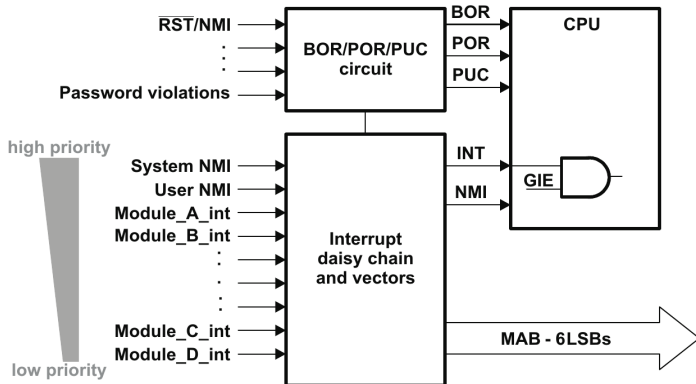 RST/NMI
BOR/POR/PUC
circuit
Password violations
BOR
POR
PUC
CPU
high priority
low priority
System NMI
User NMI
Module_A_int
Module_B_int
Module_C_int
Module_D_int
Interrupt
daisy chain
and vectors
INT
GIE
NMI
MAB - 6LSBs